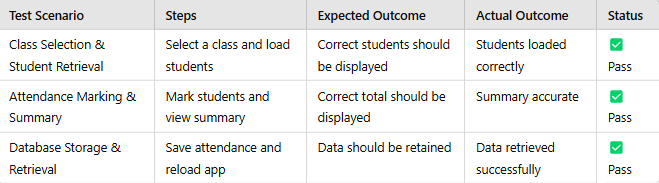 Test Scenario Steps Expected Outcome Actual Outcome Status
Class Selection & Select a class and load Correct students should Students loaded ✅
Student Retrieval students be displayed correctly Pass
Attendance Marking & Mark students and Correct total should be Summary accurate ✅
Summary view summary displayed Pass
Database Storage & Save attendance and Data should be retained Data retrieved ✅
Retrieval reload app successfully Pass